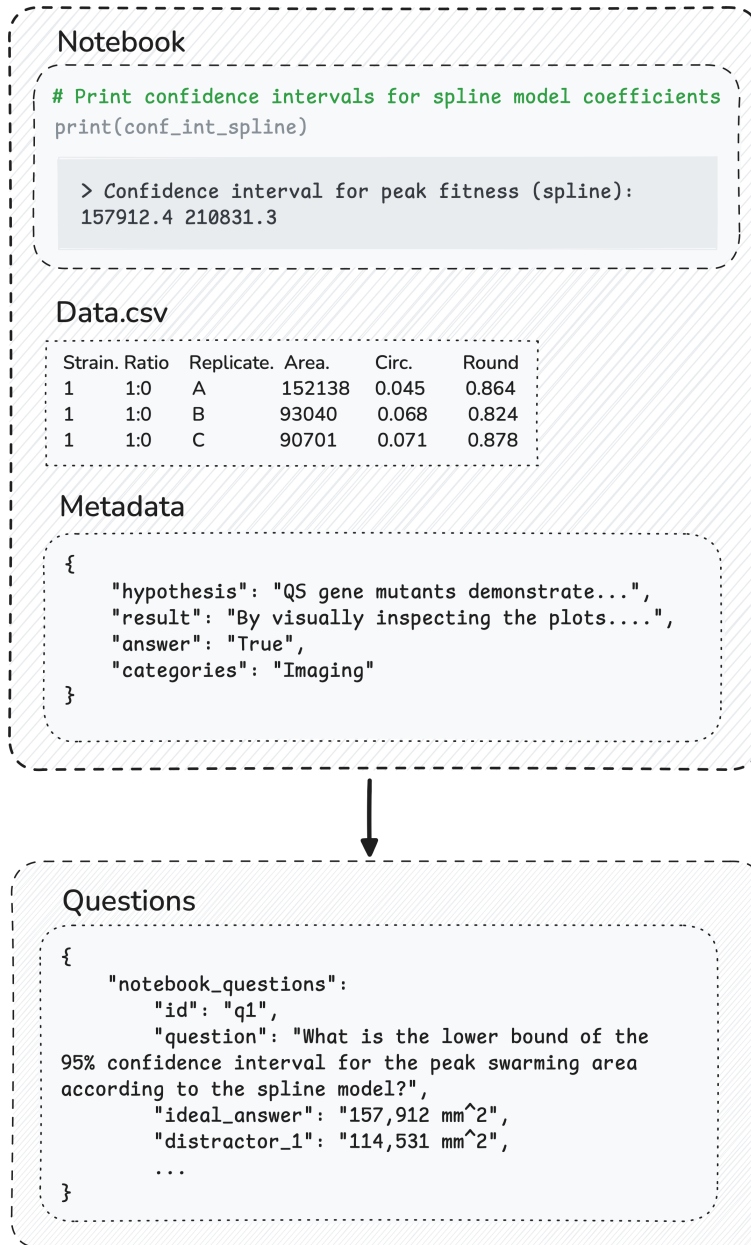 Notebook
# Print confidence intervals for spline model coefficients
print(conf_int_spline)
> Confidence interval for peak fitness (spline):
157912.4 210831.3
Data.csv
Strain. Ratio Replicate. Area. Circ. Round
1 1:0 A 152138 0.045 0.864
1 1:0 B 93040 0.068 0.824
1 1:0 C 90701 0.071 0.878
Metadata
{
"hypothesis": "QS gene mutants demonstrate...",
"result": "By visually inspecting the plots....",
"answer": "True",
"categories": "Imaging"
}
Questions
{
"notebook_questions":
"id": "q1",
"question": "What is the lower bound of the
95% confidence interval for the peak swarming area
according to the spline model?",
"ideal_answer": "157,912 mm^2",
"distractor_1": "114,531 mm^2",
...
}